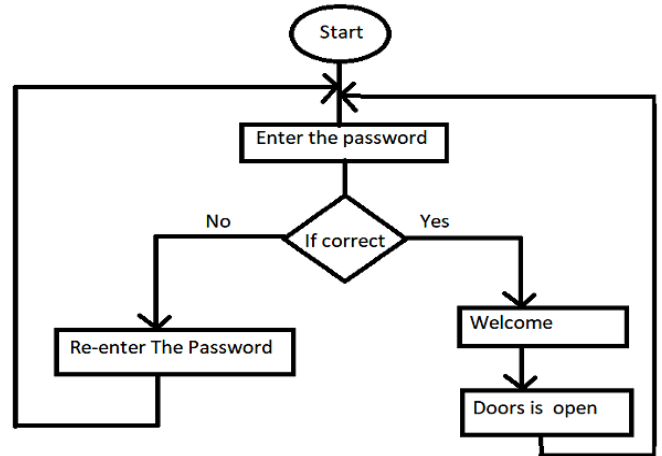 Start
Enter the password
If correct
No
Yes
Re-enter The Password
Welcome
Doors is open